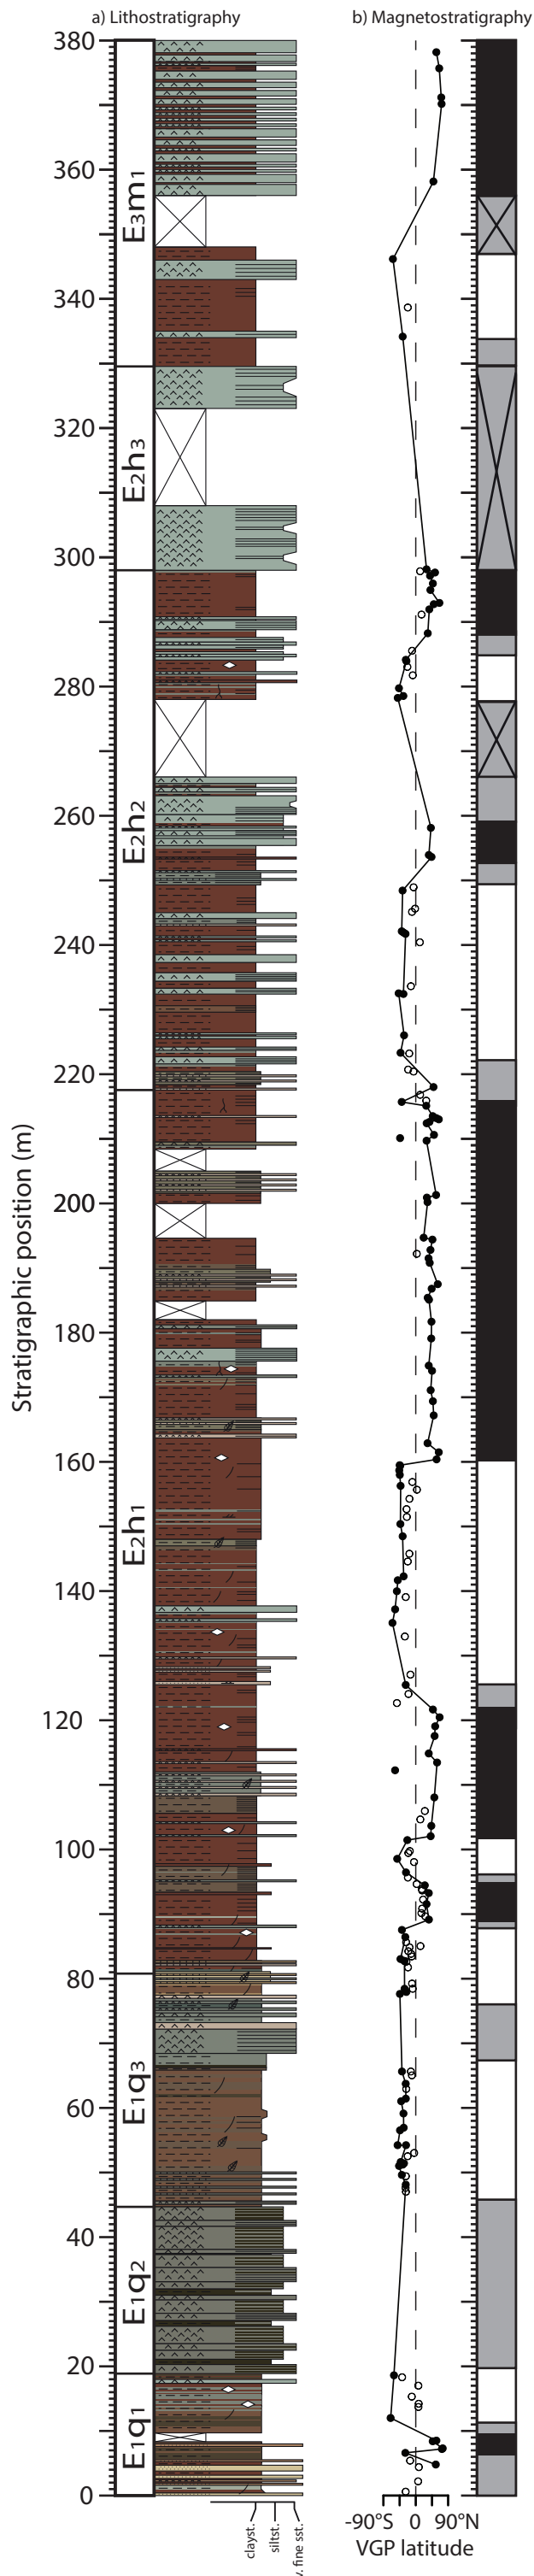 a) Lithostratigraphy
b) Magnetostratigraphy
380
360
340
320
300
280
260
240
220
200
180
160
140
120
100
80
60
40
20
0
Stratigraphic position (m)
E3m1
E2h3
E2h2
E2h1
E1q3
E1q2
E1q1
clayst.
siltst.
v. fine sst.
-90°S 0 90°N
VGP latitude